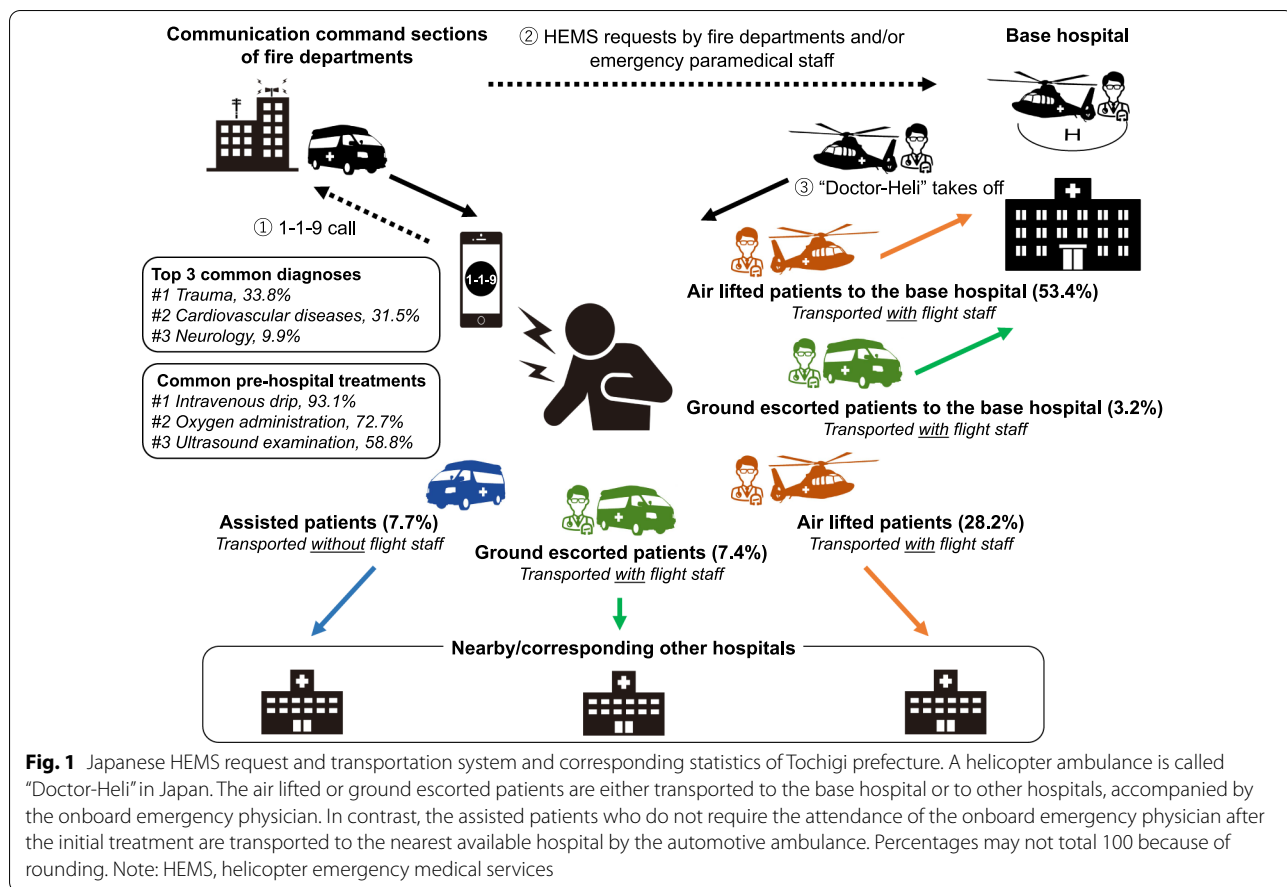 Communication command sections
of fire departments
② HEMS requests by fire departments and/or
emergency paramedical staff
Base hospital
H
③ “Doctor-Heli” takes off
① 1-1-9 call
1-1-9
Top 3 common diagnoses
#1 Trauma, 33.8%
#2 Cardiovascular diseases, 31.5%
#3 Neurology, 9.9%
Common pre-hospital treatments
#1 Intravenous drip, 93.1%
#2 Oxygen administration, 72.7%
#3 Ultrasound examination, 58.8%
Air lifted patients to the base hospital (53.4%)
Transported with flight staff
Ground escorted patients to the base hospital (3.2%)
Transported with flight staff
Assisted patients (7.7%)
Transported without flight staff
Ground escorted patients (7.4%)
Transported with flight staff
Air lifted patients (28.2%)
Transported with flight staff
Nearby/corresponding other hospitals
Fig. 1 Japanese HEMS request and transportation system and corresponding statistics of Tochigi prefecture. A helicopter ambulance is called
“Doctor-Heli” in Japan. The air lifted or ground escorted patients are either transported to the base hospital or to other hospitals, accompanied by
the onboard emergency physician. In contrast, the assisted patients who do not require the attendance of the onboard emergency physician after
the initial treatment are transported to the nearest available hospital by the automotive ambulance. Percentages may not total 100 because of
rounding. Note: HEMS, helicopter emergency medical services